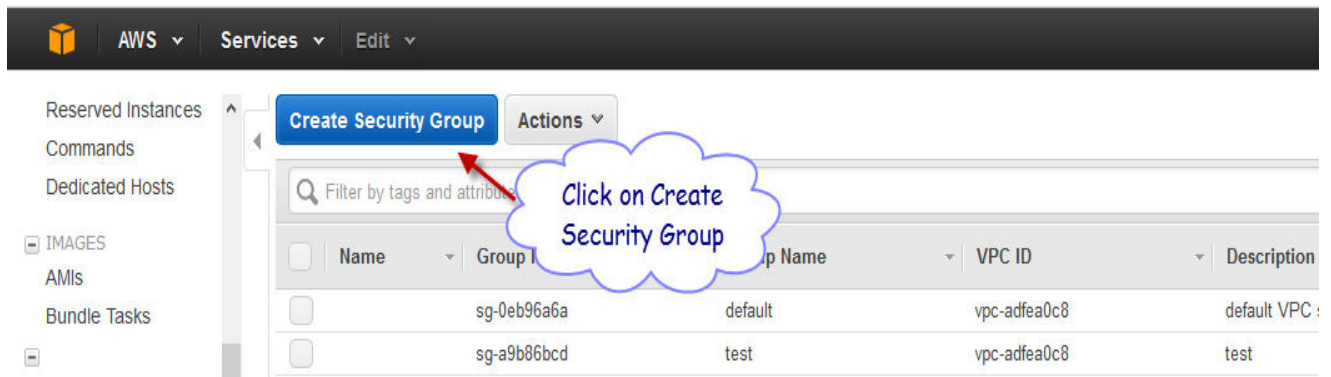 AWS Services Edit
Reserved Instances
Commands
Dedicated Hosts
IMAGES
AMIs
Bundle Tasks
Create Security Group Actions
Filter by tags and
Click on Create
Security Group
Name Group Name VPC ID Description
sg-0eb96a6a default vpc-adfea0c8 default VPC
sg-a9b86bcd test vpc-adfea0c8 test